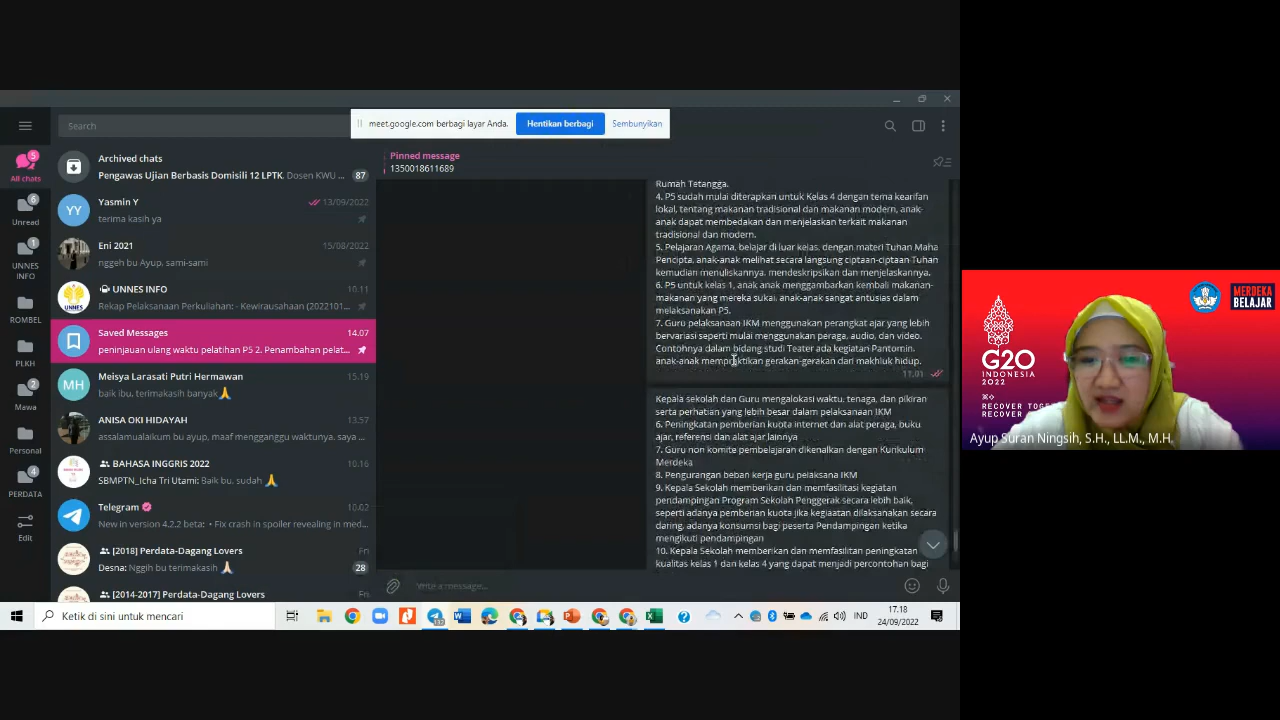 meet.google.com berbagi layar Anda.
Hentikan berbagi
Sembunyikan
Search
5
All chats
6
Unread
1
UNNES
INFO
ROMBEL
PLKH
2
Mawa
Personal
4
PERDATA
Edit
Archived chats
Pengawas Ujian Berbasis Domisili 12 LPTK, Dosen KWU ...
87
YY
Yasmin Y
13/09/2022
terima kasih ya
Eni 2021
15/08/2022
nggeh bu Ayup, sami-sami
UNNES INFO
10.11
Rekap Pelaksanaan Perkuliahan: - Kewirausahaan (2022101...
Saved Messages
14.07
peninjauan ulang waktu pelatihan P5 2. Penambahan pelat...
MH
Meisya Larasati Putri Hermawan
15.19
baik ibu, terimakasih banyak🙏
ANISA OKI HIDAYAH
13.57
assalamualaikum bu ayup, maaf mengganggu waktunya. saya ...
BAHASA INGGRIS 2022
10.16
SBMPTN_Icha Tri Utami: Baik bu, sudah 🙏
Telegram
10.02
New in version 4.2.2 beta: • Fix crash in spoiler revealing in med...
[2018] Perdata-Dagang Lovers
Fri
Desna: Nggih bu terimakasih 🙏🏻
28
[2014-2017] Perdata-Dagang Lovers
Fri
Pinned message
1350018611689
Rumah Tetangga.
4. P5 sudah mulai diterapkan untuk Kelas 4 dengan tema kearifan
lokal, tentang makanan tradisional dan makanan modern, anak-
anak dapat membedakan dan menjelaskan terkait makanan
tradisional dan modern.
5. Pelajaran Agama, belajar di luar kelas, dengan materi Tuhan Maha
Pencipta, anak-anak melihat secara langsung ciptaan-ciptaan Tuhan
kemudian menuliskannya, mendeskripsikan dan menjelaskannya.
6. P5 untuk kelas 1, anak anak menggambarkan kembali makanan-
makanan yang mereka sukai, anak-anak sangat antusias dalam
melaksanakan P5.
7. Guru pelaksanaan IKM menggunakan perangkat ajar yang lebih
bervariasi seperti mulai menggunakan peraga, audio, dan video.
Contohnya dalam bidang studi Teater ada kegiatan Pantomin,
anak-anak mempraktikan gerakan-gerakan dari makhluk hidup.
11.01
Kepala sekolah dan Guru mengalokasi waktu, tenaga, dan pikiran
serta perhatian yang lebih besar dalam pelaksanaan IKM
6. Peningkatan pemberian kuota internet dan alat peraga, buku
ajar, referensi dan alat ajar lainnya
7. Guru non komite pembelajaran dikenalkan dengan Kurikulum
Merdeka
8. Pengurangan beban kerja guru pelaksana IKM
9. Kepala Sekolah memberikan dan memfasilitasi kegiatan
pendampingan Program Sekolah Penggerak secara lebih baik,
seperti adanya pemberian kuota jika kegiatan dilaksanakan secara
daring, adanya konsumsi bagi peserta Pendampingan ketika
mengikuti pendampingan
10. Kepala Sekolah memberikan dan memfasilitan peningkatan
kualitas kelas 1 dan kelas 4 yang dapat menjadi percontohan bagi
Write a message...
Ketik di sini untuk mencari
IND
17.18
24/09/2022
MERDEKA
BELAJAR
G20
INDONESIA
2022
RECOVER TOGE
RECOVER
Ayup Suran Ningsih, S.H., LL.M., M.H.